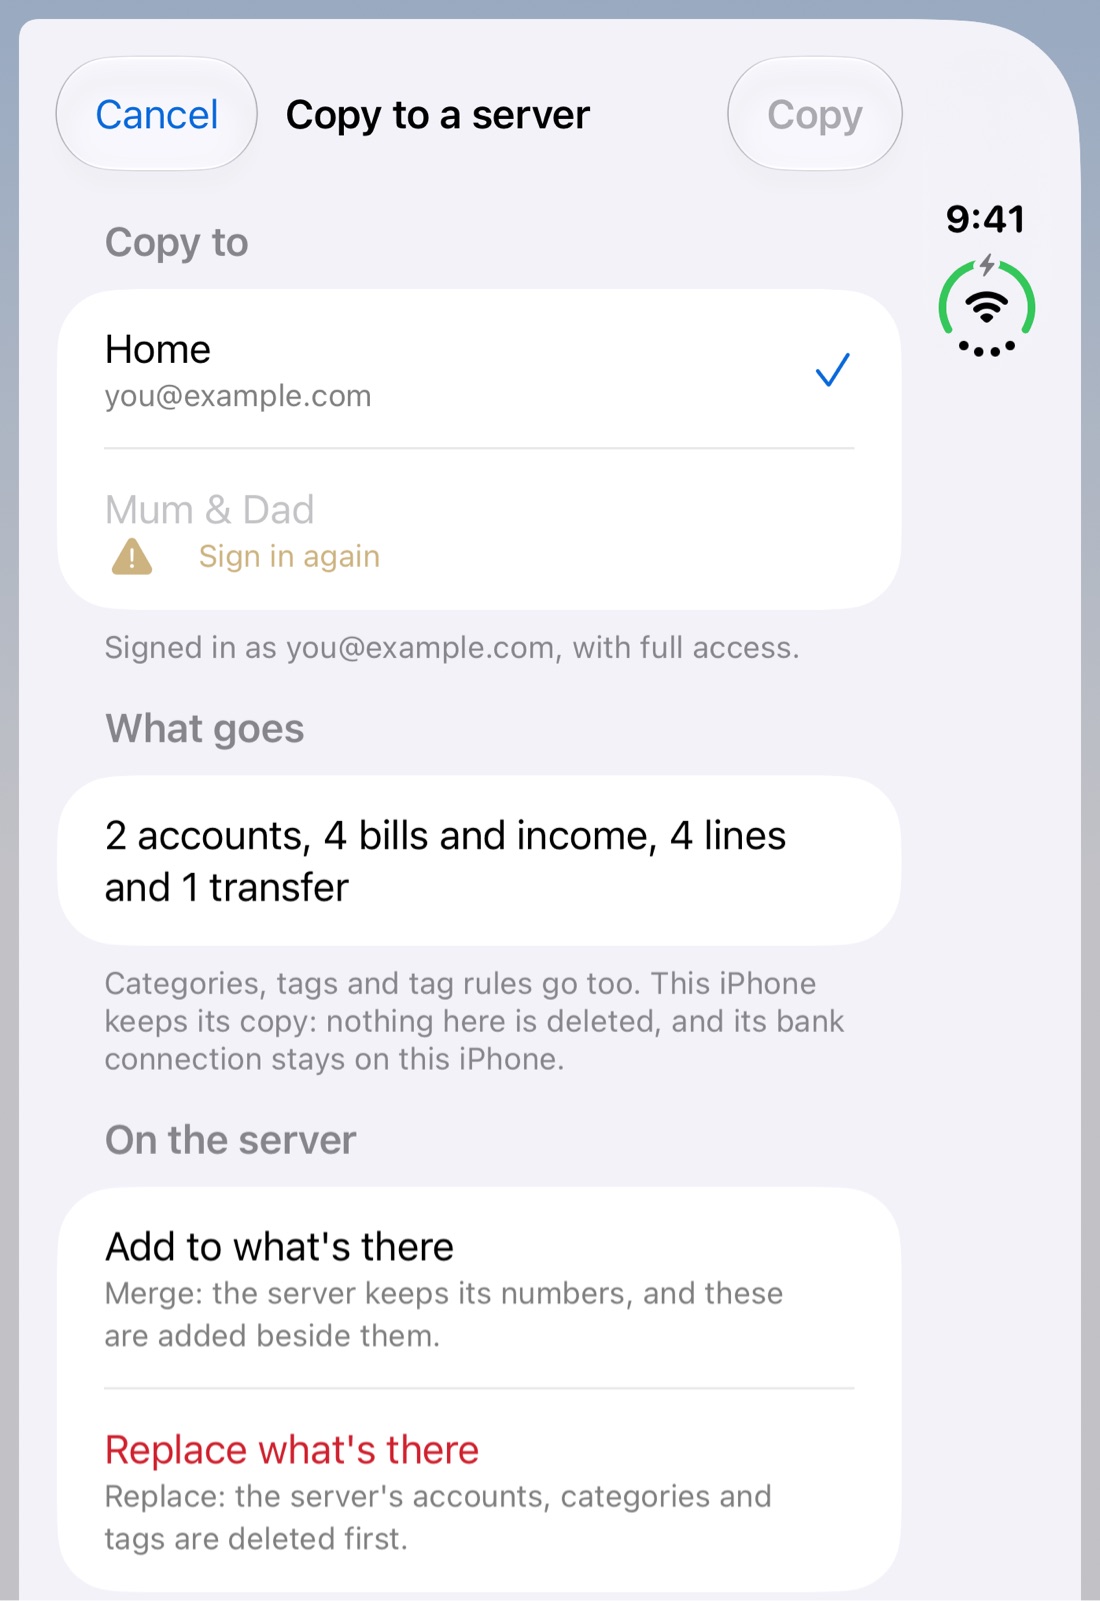 Cancel
Copy to a server
Copy
9:41
Copy to
Home
you@example.com
Mum & Dad
Sign in again
Signed in as you@example.com, with full access.
What goes
2 accounts, 4 bills and income, 4 lines
and 1 transfer
Categories, tags and tag rules go too. This iPhone
keeps its copy: nothing here is deleted, and its bank
connection stays on this iPhone.
On the server
Add to what's there
Merge: the server keeps its numbers, and these
are added beside them.
Replace what's there
Replace: the server's accounts, categories and
tags are deleted first.